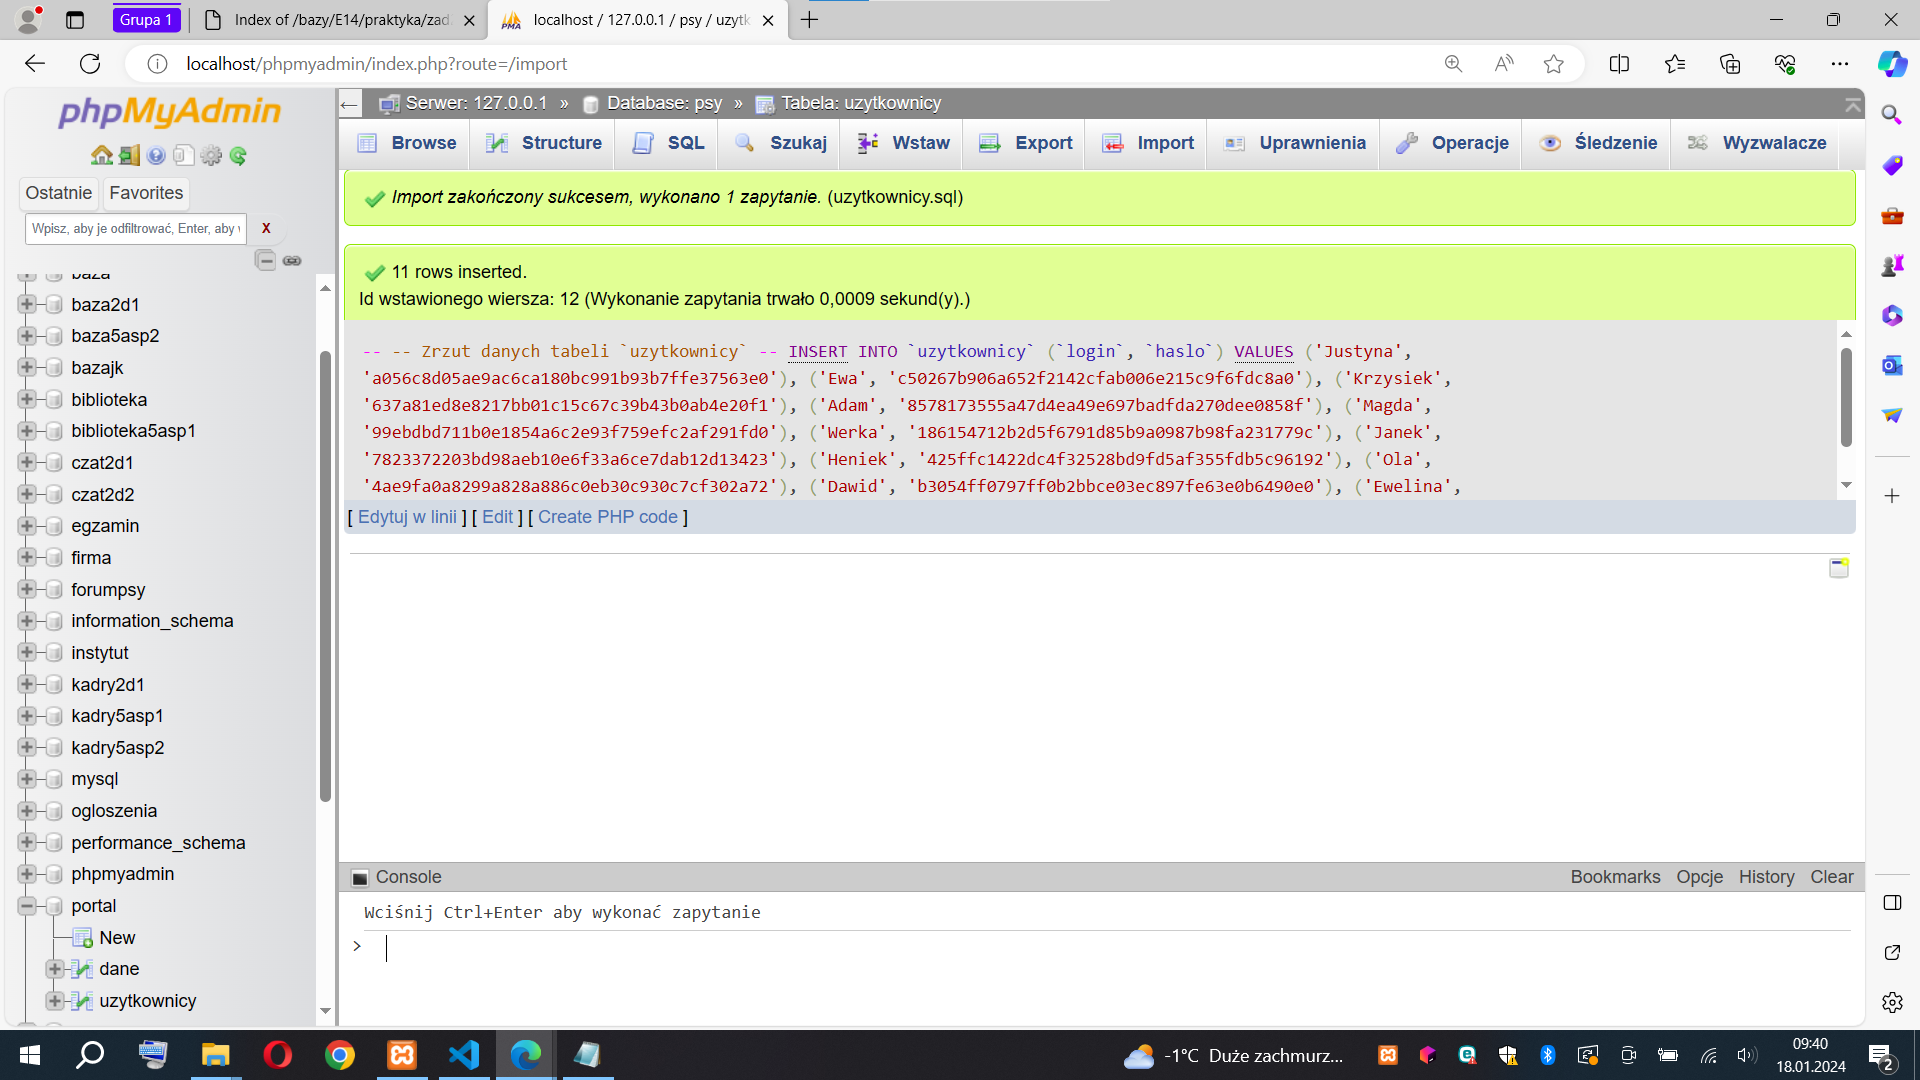 Grupa 1
Index of /bazy/E14/praktyka/zad
localhost / 127.0.0.1 / psy / uzytk
localhost/phpmyadmin/index.php?route=/import
phpMyAdmin
Ostatnie
Favorites
Wpisz, aby je odfiltrować, Enter, aby
X
baza
baza2d1
baza5asp2
bazajk
biblioteka
biblioteka5asp1
czat2d1
czat2d2
egzamin
firma
forumpsy
information_schema
instytut
kadry2d1
kadry5asp1
kadry5asp2
mysql
ogloszenia
performance_schema
phpmyadmin
portal
New
dane
uzytkownicy
Serwer: 127.0.0.1 » Database: psy » Tabela: uzytkownicy
Browse
Structure
SQL
Szukaj
Wstaw
Export
Import
Uprawnienia
Operacje
Śledzenie
Wyzwalacze
Import zakończony sukcesem, wykonano 1 zapytanie. (uzytkownicy.sql)
11 rows inserted.
Id wstawionego wiersza: 12 (Wykonanie zapytania trwało 0,0009 sekund(y).)
-- -- Zrzut danych tabeli `uzytkownicy` -- INSERT INTO `uzytkownicy` (`login`, `haslo`) VALUES ('Justyna',
'a056c8d05ae9ac6ca180bc991b93b7ffe37563e0'), ('Ewa', 'c50267b906a652f2142cfab006e215c9f6fdc8a0'), ('Krzysiek',
'637a81ed8e8217bb01c15c67c39b43b0ab4e20f1'), ('Adam', '8578173555a47d4ea49e697badfda270dee0858f'), ('Magda',
'99ebdbd711b0e1854a6c2e93f759efc2af291fd0'), ('Werka', '186154712b2d5f6791d85b9a0987b98fa231779c'), ('Janek',
'7823372203bd98aeb10e6f33a6ce7dab12d13423'), ('Heniek', '425ffc1422dc4f32528bd9fd5af355fdb5c96192'), ('Ola',
'4ae9fa0a8299a828a886c0eb30c930c7cf302a72'), ('Dawid', 'b3054ff0797ff0b2bbce03ec897fe63e0b6490e0'), ('Ewelina',
[ Edytuj w linii ] [ Edit ] [ Create PHP code ]
Console
Bookmarks
Opcje
History
Clear
Wciśnij Ctrl+Enter aby wykonać zapytanie
>
-1°C Duże zachmurz...
09:40
18.01.2024
2